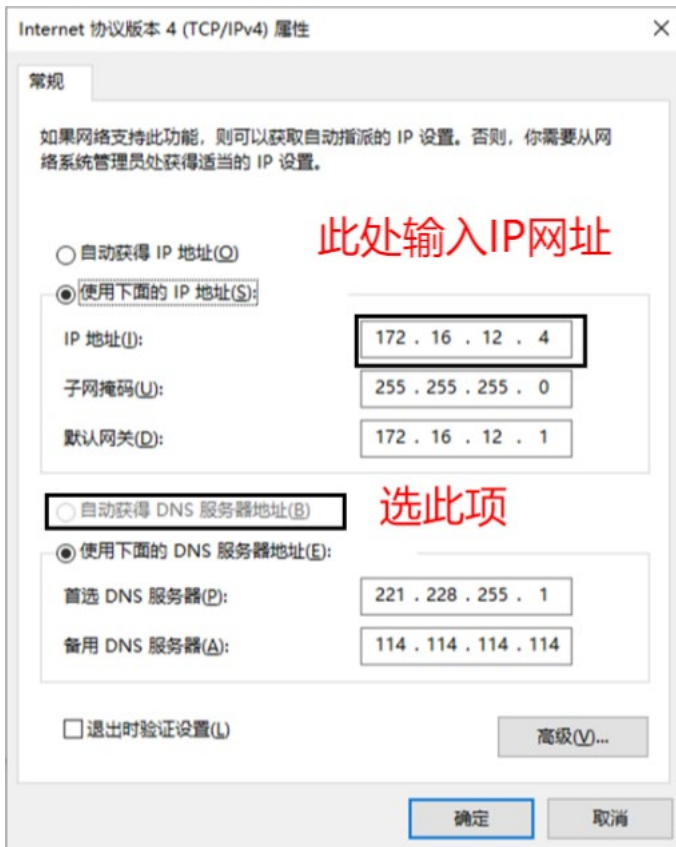 Internet 协议版本 4 (TCP/IPv4) 属性
常规
如果网络支持此功能，则可以获取自动指派的 IP 设置。否则，你需要从网
络系统管理员处获得适当的 IP 设置。
此处输入IP网址
自动获得 IP 地址(O)
使用下面的 IP 地址(S):
IP 地址(I): 172 . 16 . 12 . 4
子网掩码(U): 255 . 255 . 255 . 0
默认网关(D): 172 . 16 . 12 . 1
自动获得 DNS 服务器地址(B) 选此项
使用下面的 DNS 服务器地址(E):
首选 DNS 服务器(P): 221 . 228 . 255 . 1
备用 DNS 服务器(A): 114 . 114 . 114 . 114
退出时验证设置(L)
高级(V)...
确定 取消